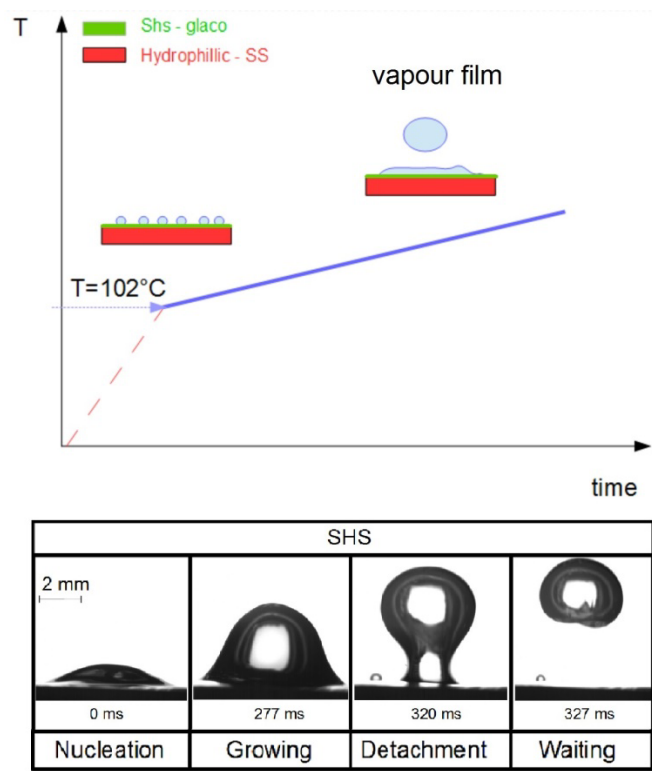 T
Shs - glaco
Hydrophillic - SS
vapour film
T=102°C
time
SHS
2 mm
0 ms
277 ms
320 ms
327 ms
Nucleation
Growing
Detachment
Waiting